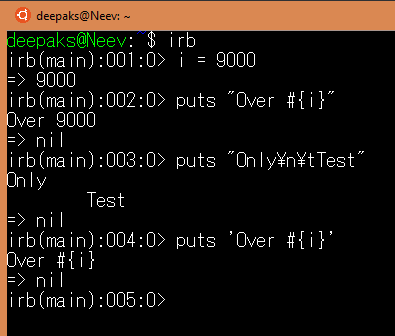 deepaks@Neev: ~
deepaks@Neev:~$ irb
irb(main):001:0> i = 9000
=> 9000
irb(main):002:0> puts "Over #{i}"
Over 9000
=> nil
irb(main):003:0> puts "Only¥n¥tTest"
Only
        Test
=> nil
irb(main):004:0> puts 'Over #{i}'
Over #{i}
=> nil
irb(main):005:0>